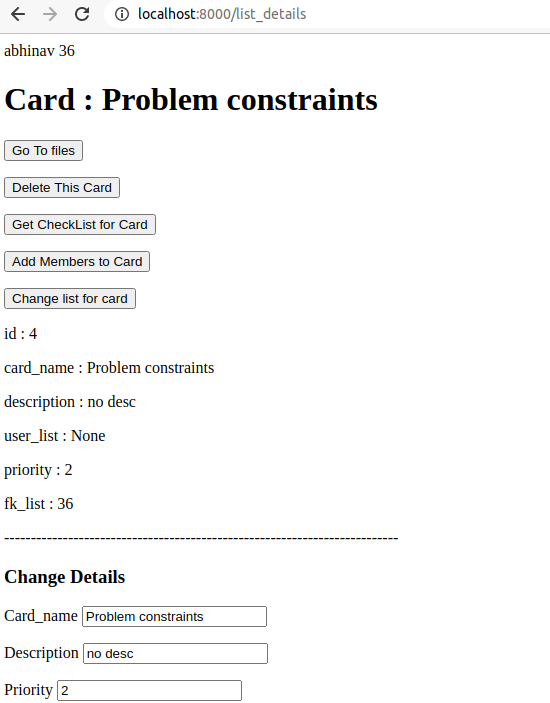 localhost:8000/list_details
abhinav 36
Card : Problem constraints
Go To files
Delete This Card
Get CheckList for Card
Add Members to Card
Change list for card
id : 4
card_name : Problem constraints
description : no desc
user_list : None
priority : 2
fk_list : 36
--------------------------------------------------------------------------
Change Details
Card_name Problem constraints
Description no desc
Priority 2